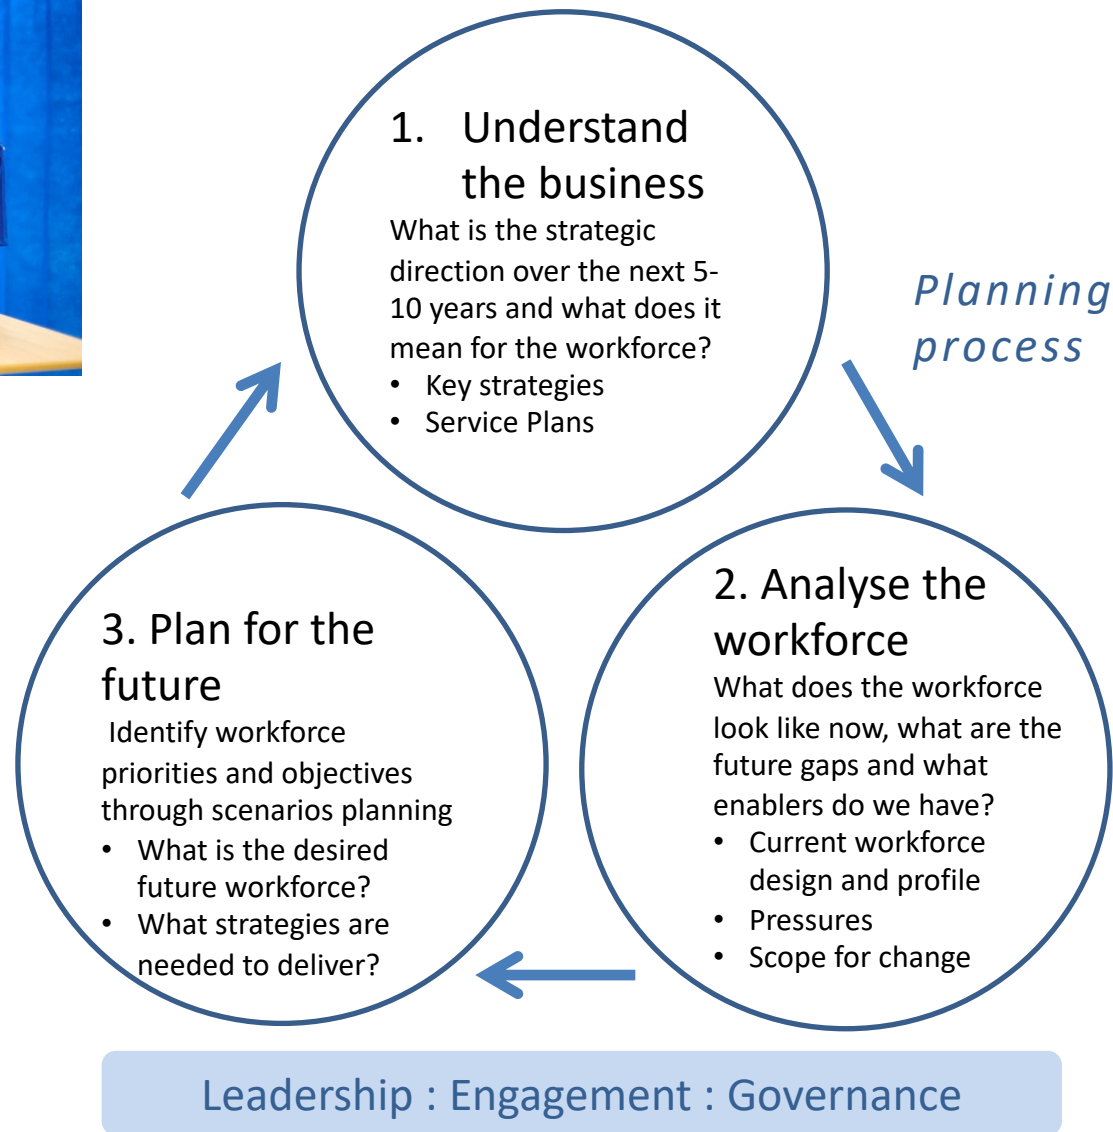 1. Understand
the business
What is the strategic
direction over the next 5-
10 years and what does it
mean for the workforce?
• Key strategies
• Service Plans
Planning
process
2. Analyse the
workforce
What does the workforce
look like now, what are the
future gaps and what
enablers do we have?
• Current workforce
design and profile
• Pressures
• Scope for change
3. Plan for the
future
Identify workforce
priorities and objectives
through scenarios planning
• What is the desired
future workforce?
• What strategies are
needed to deliver?
Leadership : Engagement : Governance